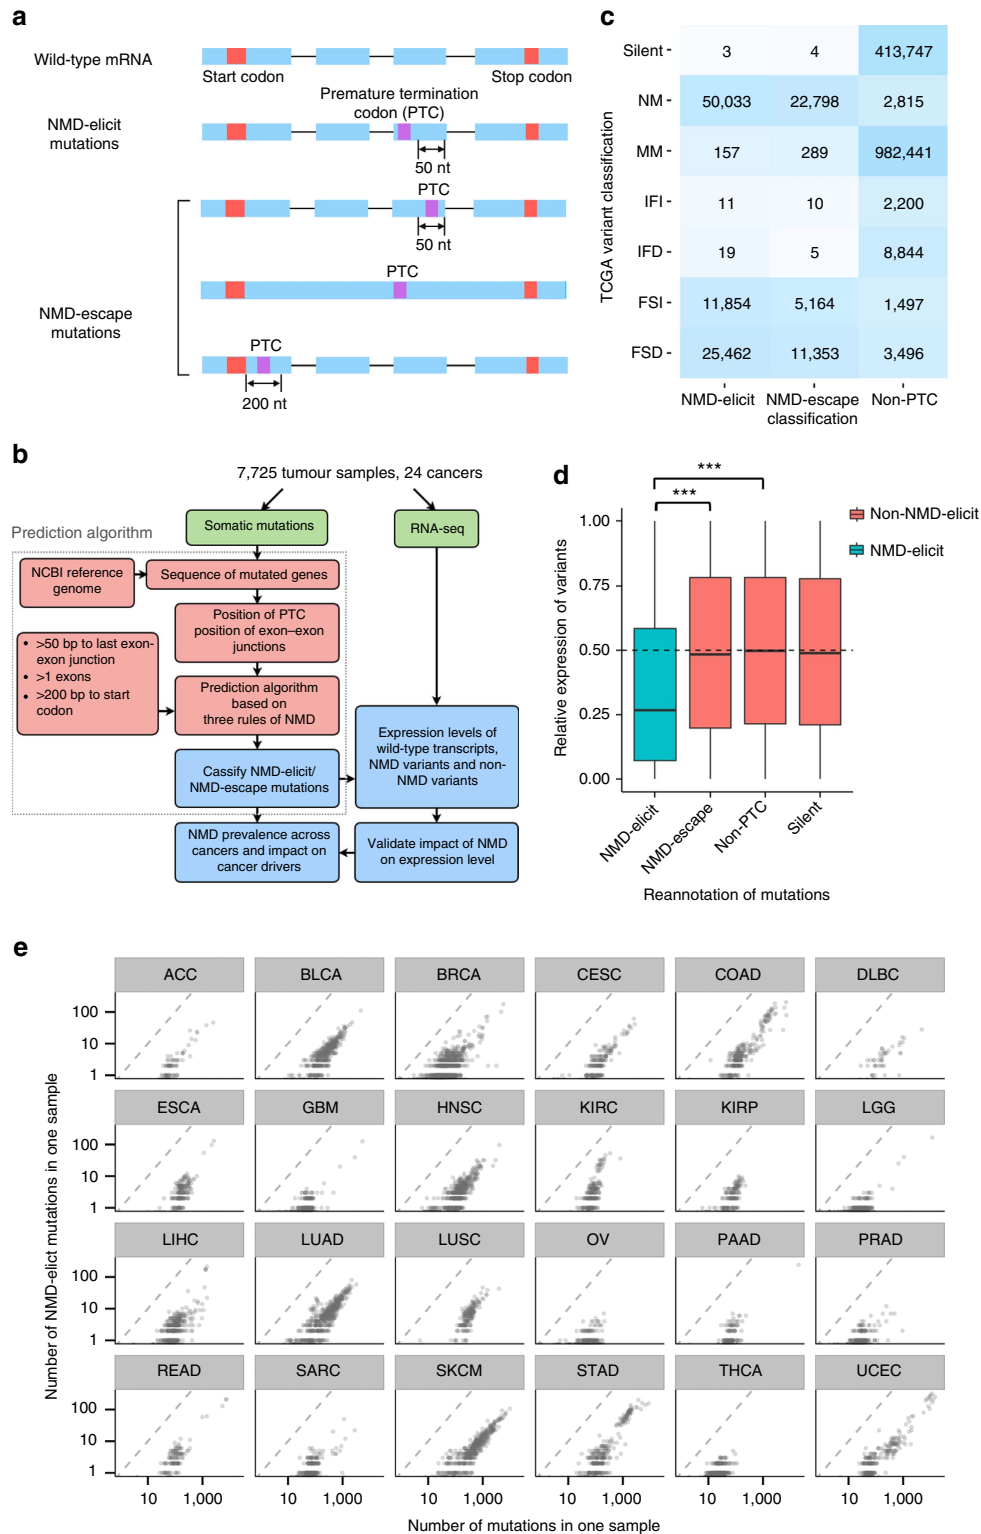 a
Wild-type mRNA
Start codon
Stop codon
Premature termination
codon (PTC)
NMD-elicit
mutations
50 nt
PTC
50 nt
PTC
NMD-escape
mutations
PTC
200 nt
c
TCGA variant classification
Silent
3 4 413,747
NM
50,033 22,798 2,815
MM
157 289 982,441
IFI
11 10 2,200
IFD
19 5 8,844
FSI
11,854 5,164 1,497
FSD
25,462 11,353 3,496
NMD-elicit NMD-escape Non-PTC
classification
b
7,725 tumour samples, 24 cancers
Prediction algorithm
Somatic mutations
RNA-seq
NCBI reference
genome
Sequence of mutated genes
Position of PTC
position of exon–exon
junctions
• >50 bp to last exon-
exon junction
• >1 exons
• >200 bp to start
codon
Prediction algorithm
based on
three rules of NMD
Cassify NMD-elicit/
NMD-escape mutations
Expression levels of
wild-type transcripts,
NMD variants and non-
NMD variants
NMD prevalence across
cancers and impact on
cancer drivers
Validate impact of NMD
on expression level
d
***
***
Non-NMD-elicit
NMD-elicit
Relative expression of variants
1.00
0.75
0.50
0.25
0.00
NMD-elicit
NMD-escape
Non-PTC
Silent
Reannotation of mutations
e
Number of NMD-elict mutations in one sample
ACC BLCA BRCA CESC COAD DLBC
100
10
1
ESCA GBM HNSC KIRC KIRP LGG
100
10
1
LIHC LUAD LUSC OV PAAD PRAD
100
10
1
READ SARC SKCM STAD THCA UCEC
100
10
1
10 1,000 10 1,000 10 1,000 10 1,000 10 1,000 10 1,000
Number of mutations in one sample